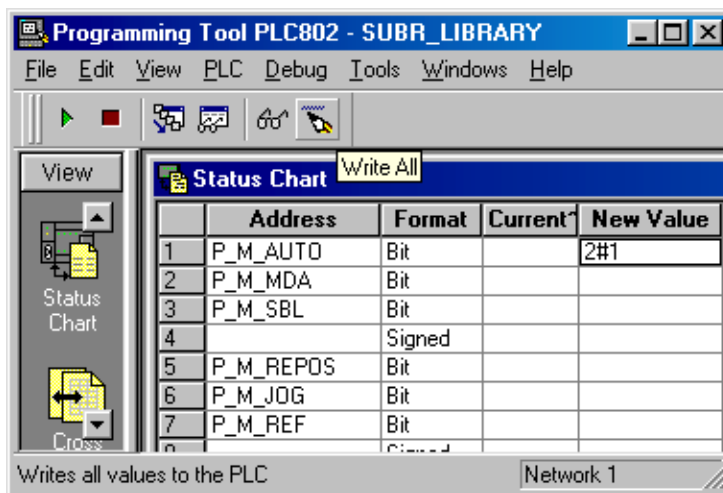 Programming Tool PLC802 - SUBR_LIBRARY
File Edit View PLC Debug Tools Windows Help
Write All
View
Status Chart
Address Format Current New Value
1 P_M_AUTO Bit 2#1
2 P_M_MDA Bit
3 P_M_SBL Bit
4 Signed
5 P_M_REPOS Bit
6 P_M_JOG Bit
7 P_M_REF Bit
Status
Chart
Cross
Writes all values to the PLC
Network 1